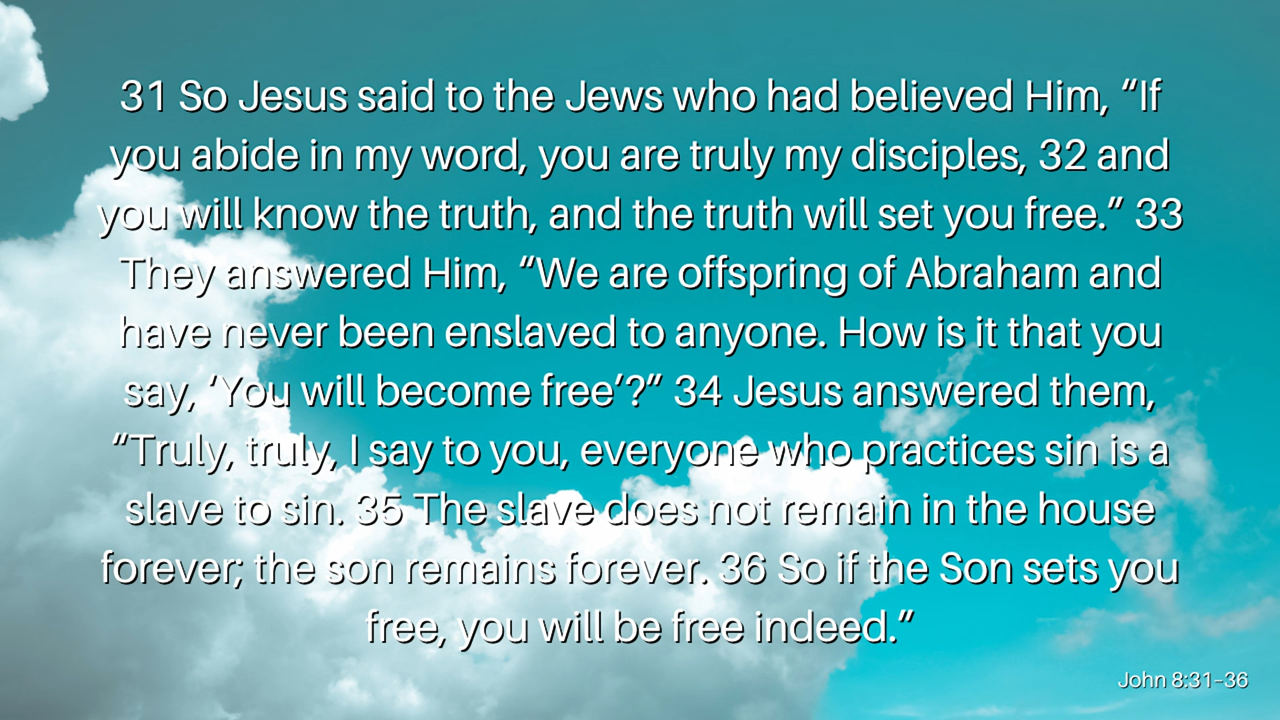 31 So Jesus said to the Jews who had believed Him, “If
you abide in my word, you are truly my disciples, 32 and
you will know the truth, and the truth will set you free.” 33
They answered Him, “We are offspring of Abraham and
have never been enslaved to anyone. How is it that you
say, ‘You will become free’?” 34 Jesus answered them,
“Truly, truly, I say to you, everyone who practices sin is a
slave to sin. 35 The slave does not remain in the house
forever; the son remains forever. 36 So if the Son sets you
free, you will be free indeed.”
John 8:31–36